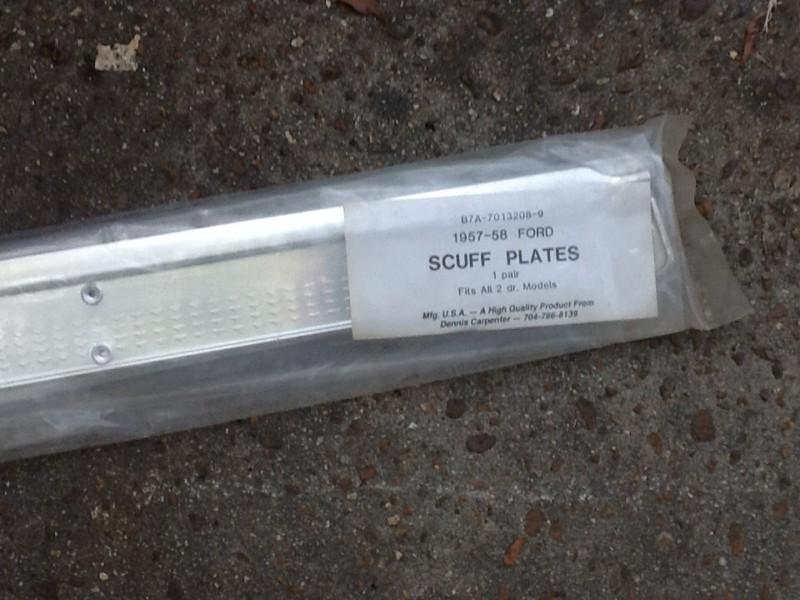 B7A-7013208-9
1957-58 FORD
SCUFF PLATES
1 pair
Fits All 2 dr. Models
Mfg. U.S.A. — A High Quality Product From
Dennis Carpenter — 704-786-8139